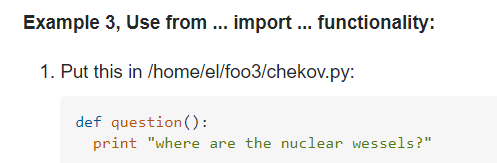 Example 3, Use from ... import ... functionality:
1. Put this in /home/el/foo3/chekov.py:
def question():
  print "where are the nuclear wessels?"